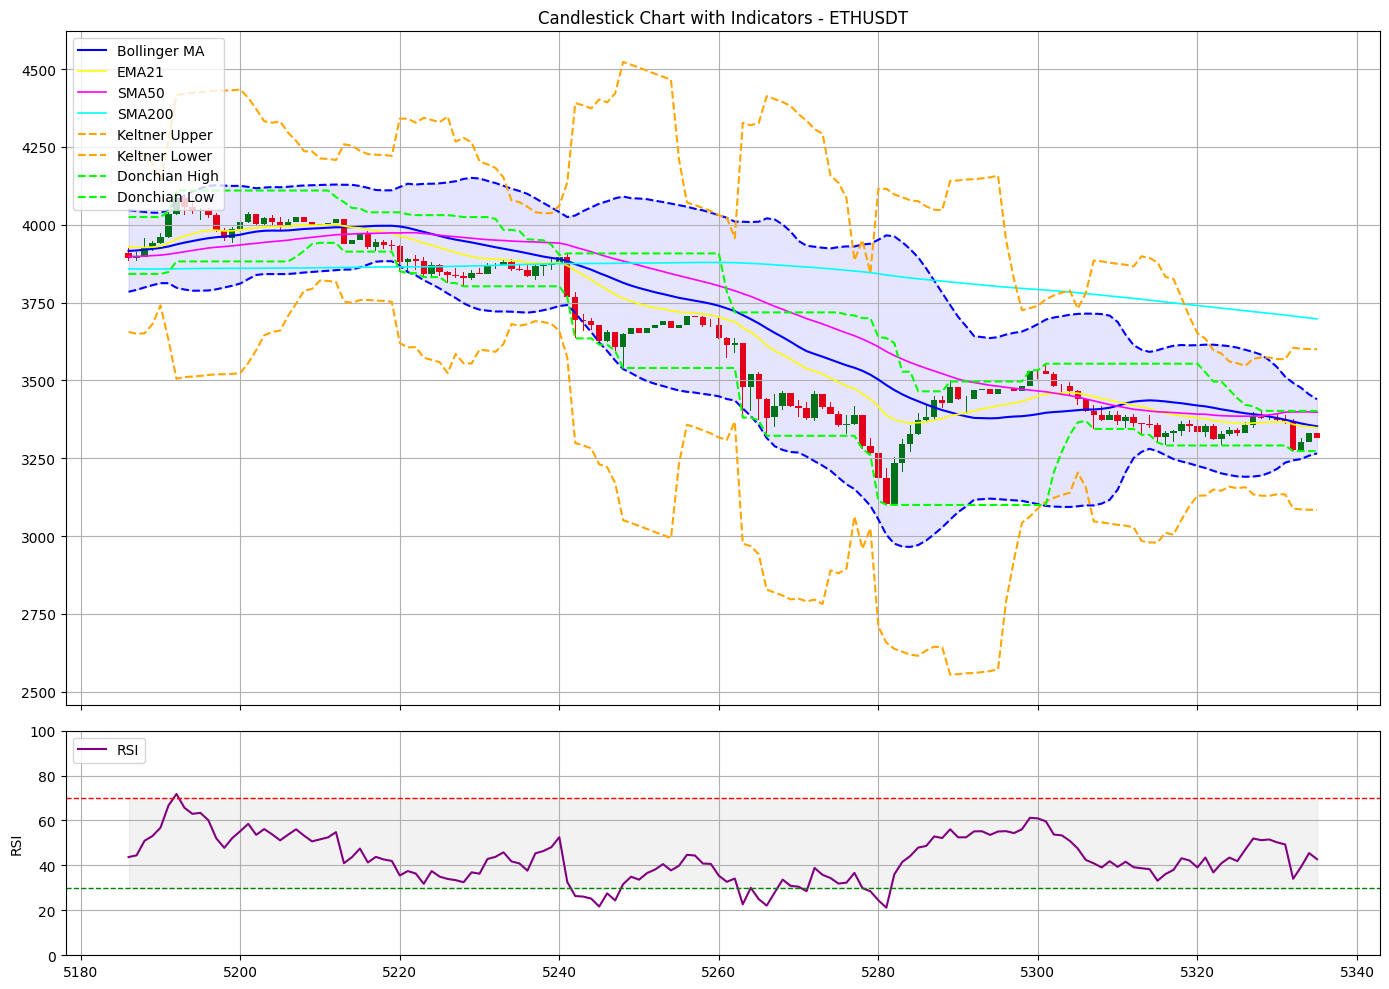 Candlestick Chart with Indicators - ETHUSDT
Bollinger MA
EMA21
SMA50
SMA200
Keltner Upper
Keltner Lower
Donchian High
Donchian Low
4500
4250
4000
3750
3500
3250
3000
2750
2500
RSI
100
80
60
40
20
0
RSI
5180 5200 5220 5240 5260 5280 5300 5320 5340